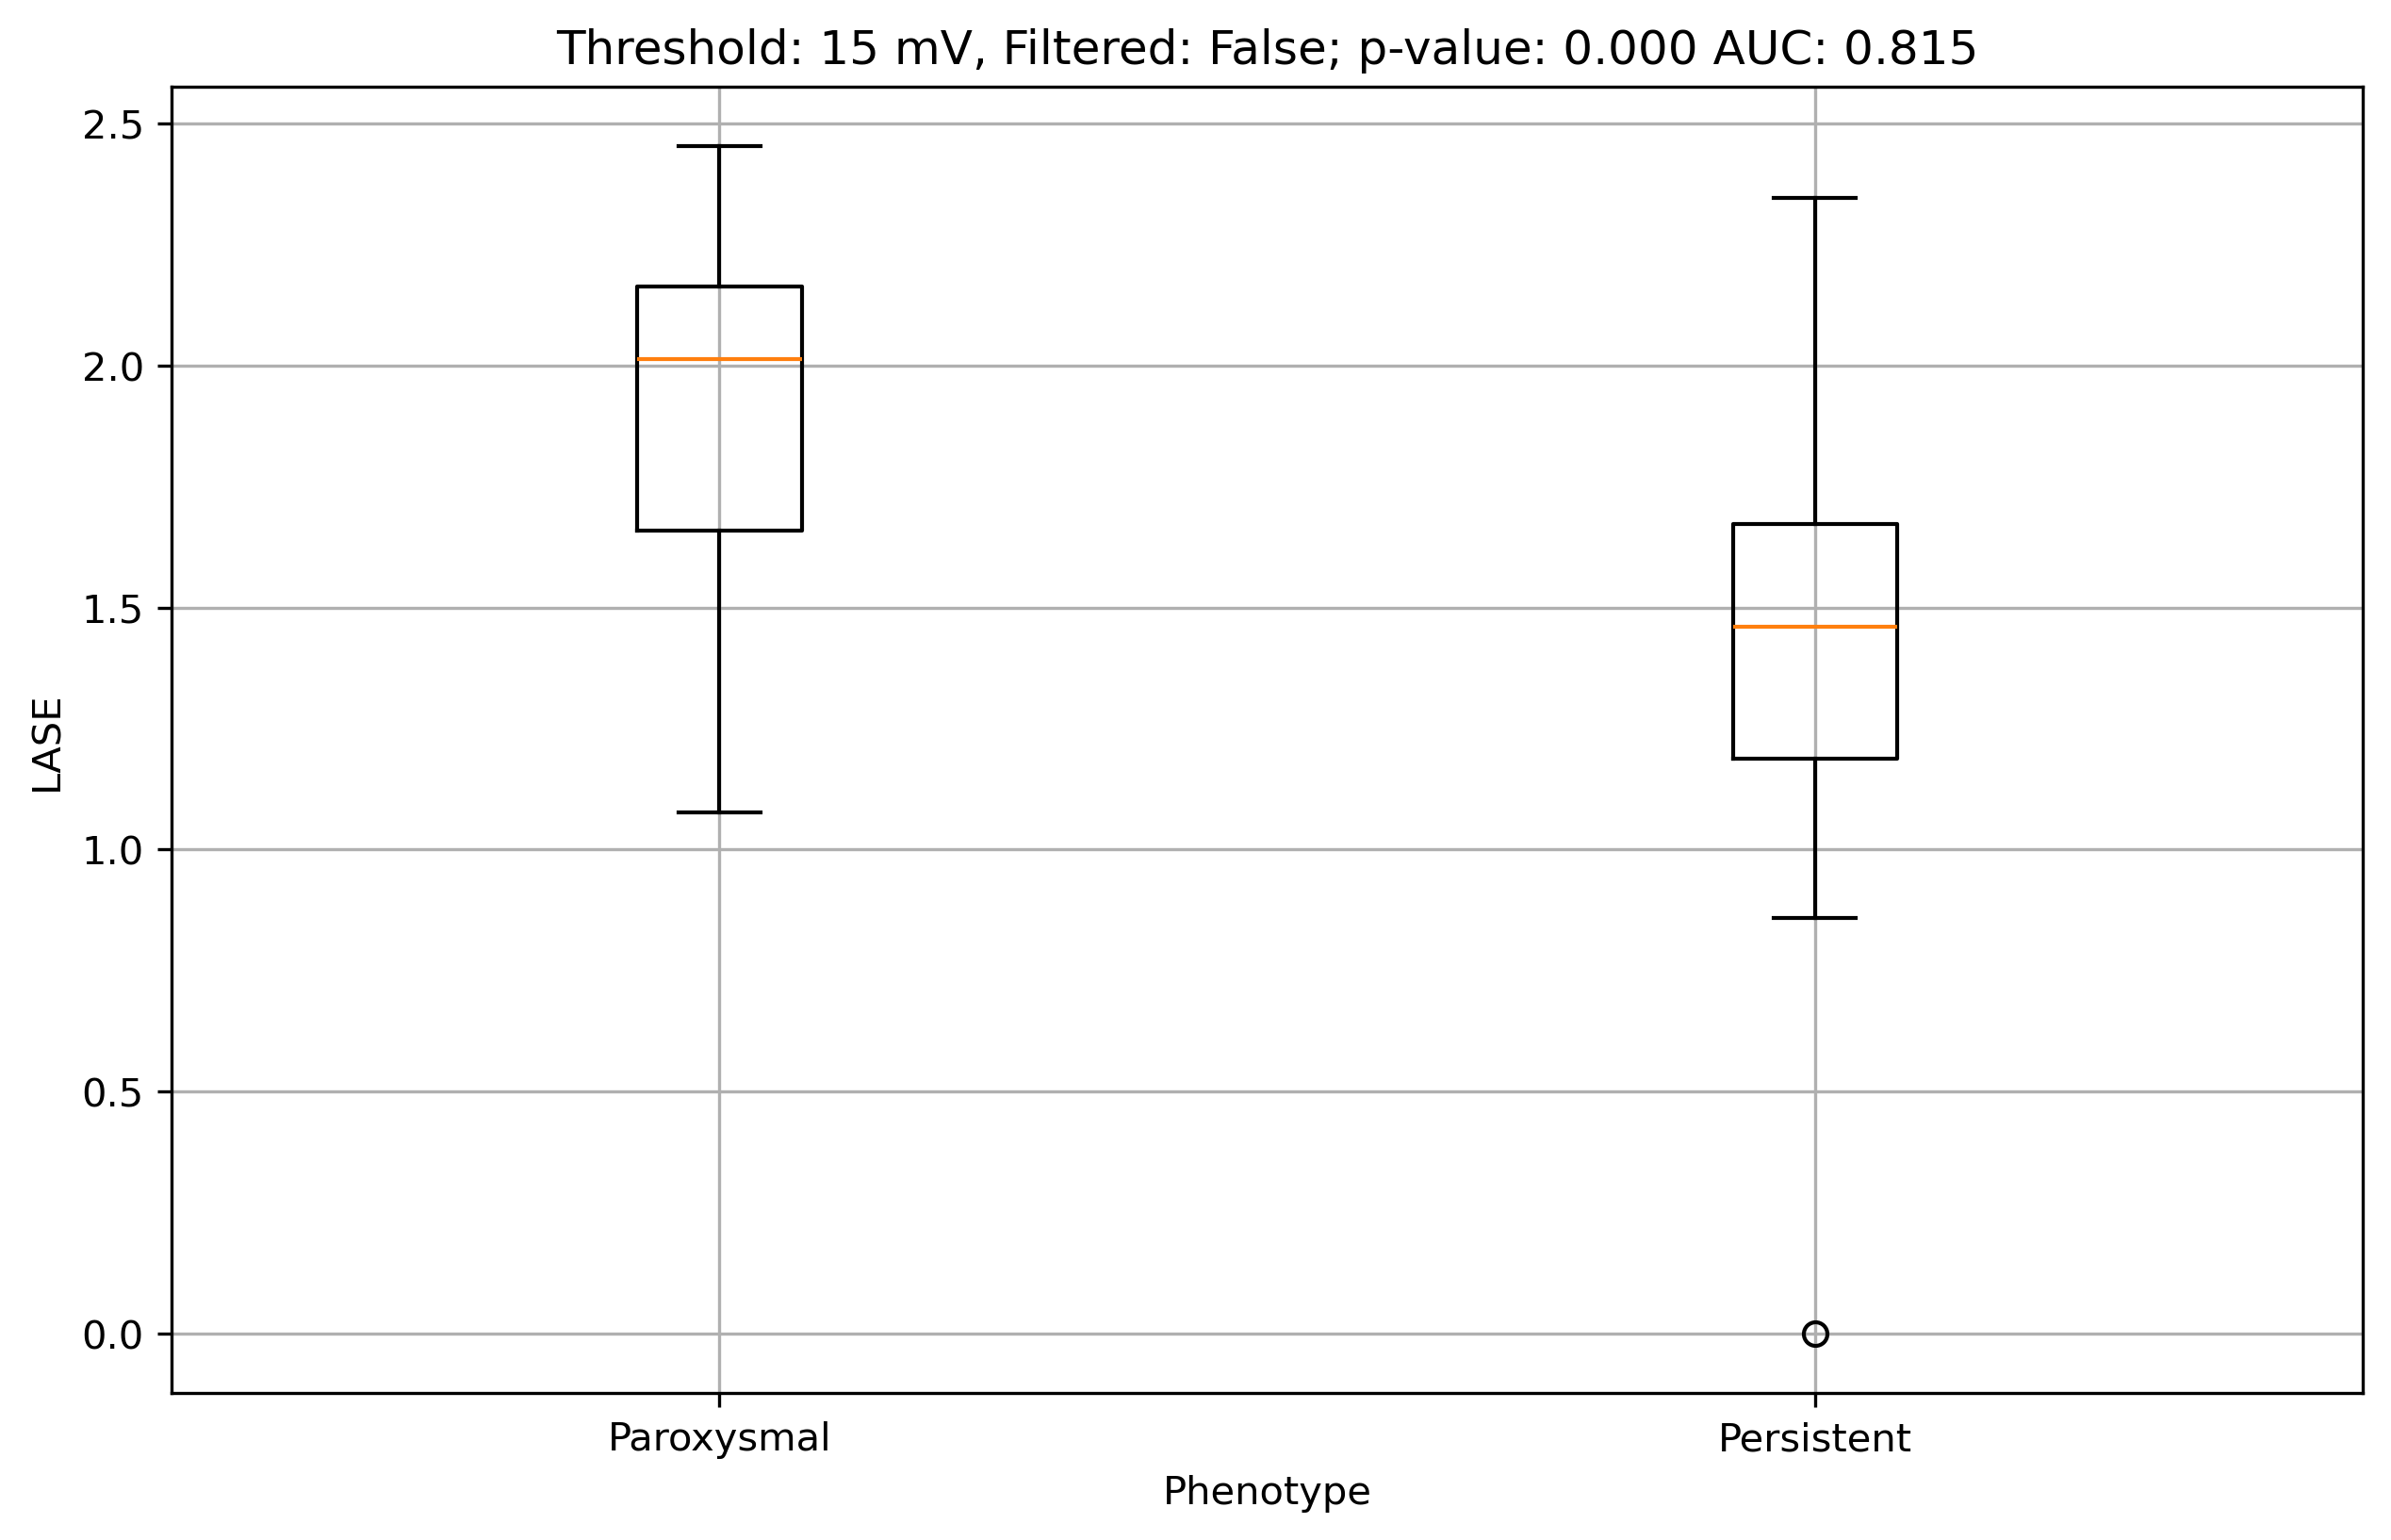 Threshold: 15 mV, Filtered: False; p-value: 0.000 AUC: 0.815
2.5
2.0
1.5
1.0
0.5
0.0
LASE
Paroxysmal
Persistent
Phenotype